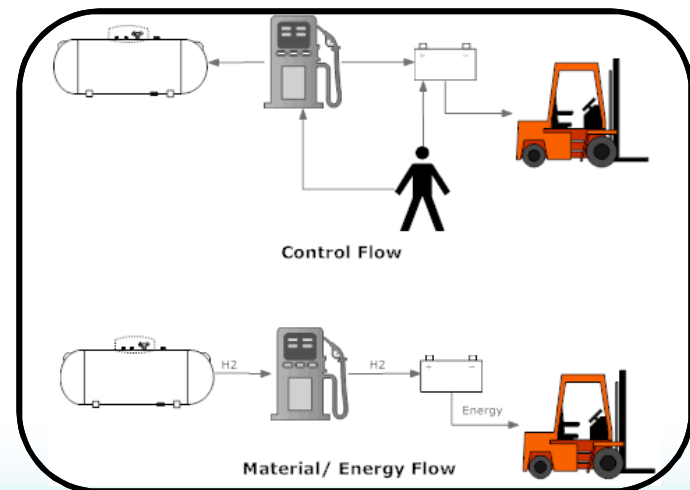 Control Flow
H2
H2
Energy
Material/ Energy Flow